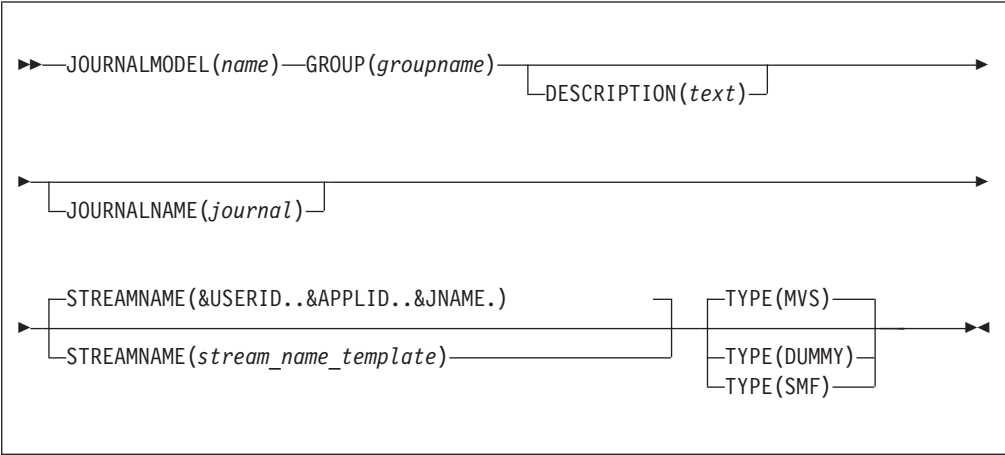 JOURNALMODEL(name) GROUP(groupname)
DESCRIPTION(text)
JOURNALNAME(journal)
STREAMNAME(&USERID..&APPLID..&JNAME.) TYPE(MVS)
STREAMNAME(stream_name_template) TYPE(DUMMY)
TYPE(SMF)